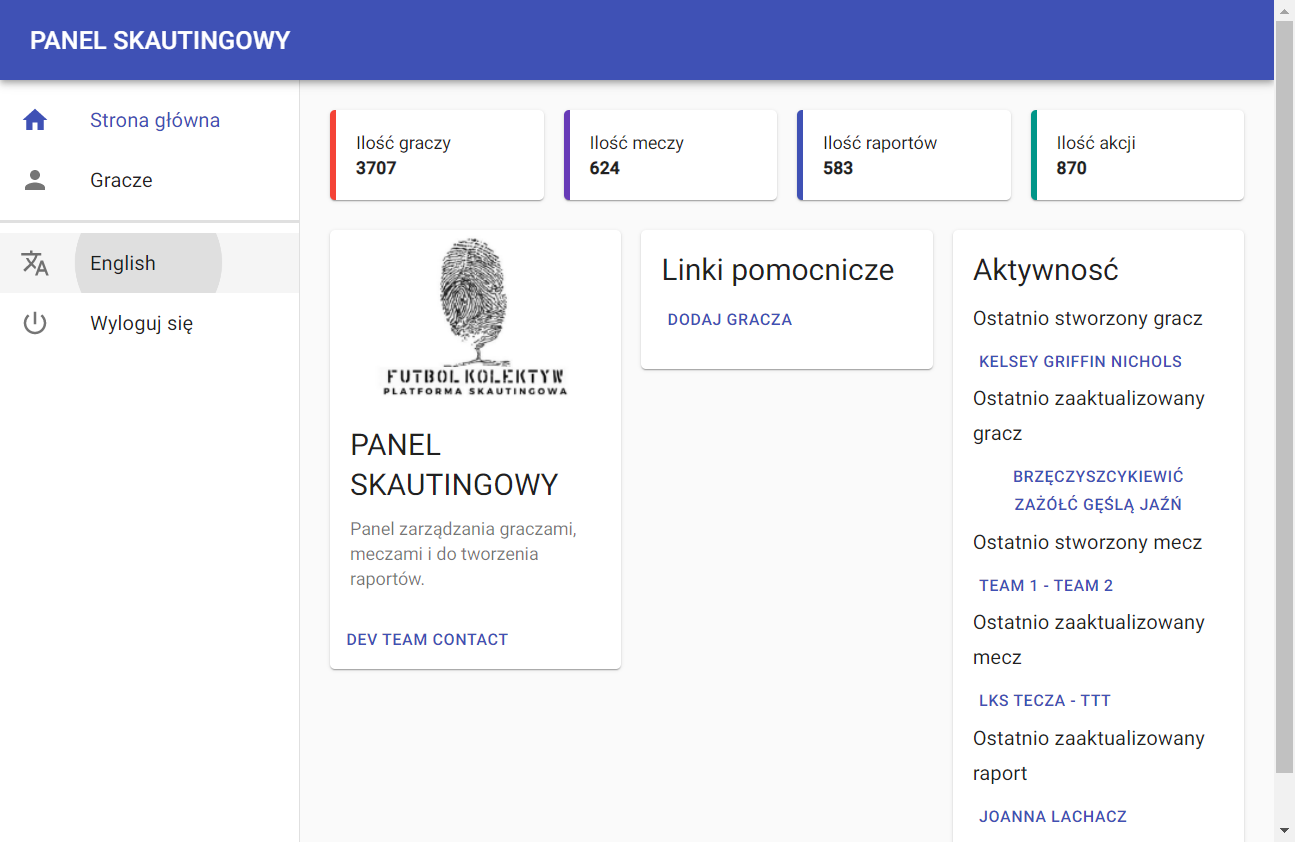 PANEL SKAUTINGOWY
Strona główna
Gracze
English
Wyloguj się
Ilość graczy
3707
Ilość meczy
624
Ilość raportów
583
Ilość akcji
870
FUTBOL KOLEKTYW
PLATFORMA SKAUTINGOWA
PANEL
SKAUTINGOWY
Panel zarządzania graczami,
meczami i do tworzenia
raportów.
DEV TEAM CONTACT
Linki pomocnicze
DODAJ GRACZA
Aktywnosć
Ostatnio stworzony gracz
KELSEY GRIFFIN NICHOLS
Ostatnio zaaktualizowany
gracz
BRZĘCZYSZCYKIEWIĆ
ZAŻÓŁĆ GĘŚLĄ JAŹŃ
Ostatnio stworzony mecz
TEAM 1 - TEAM 2
Ostatnio zaaktualizowany
mecz
LKS TECZA - TTT
Ostatnio zaaktualizowany
raport
JOANNA LACHACZ